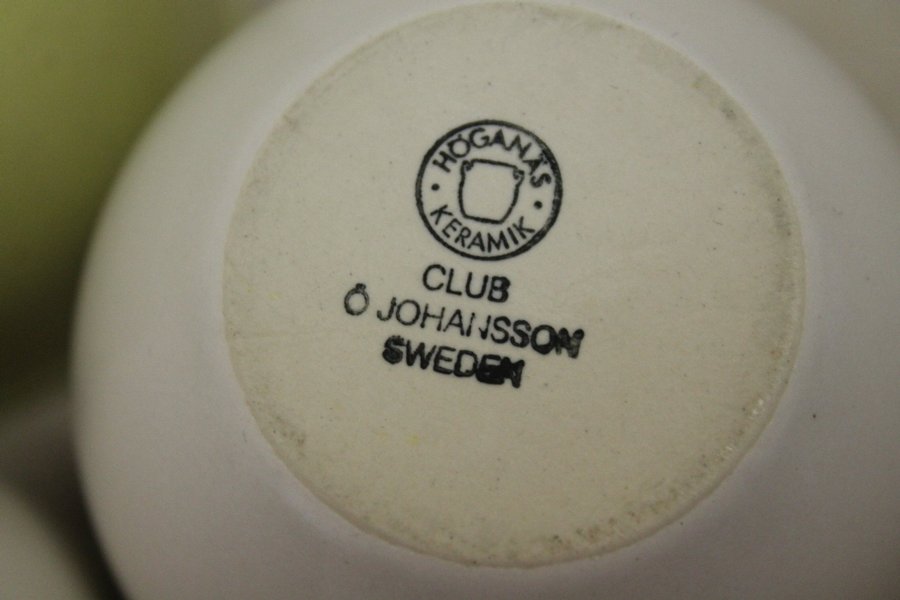 HÖGANÄS
KERAMIK
CLUB
Ö JOHANSSON
SWEDEN